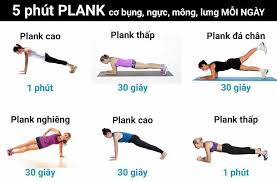 5 phút PLANK cơ bụng, ngực, mông, lưng MỖI NGÀY
Plank cao
Plank thấp
Plank đá chân
1 phút
30 giây
30 giây
Plank nghiêng
Plank cao
Plank thấp
30 giây
30 giây
1 phút